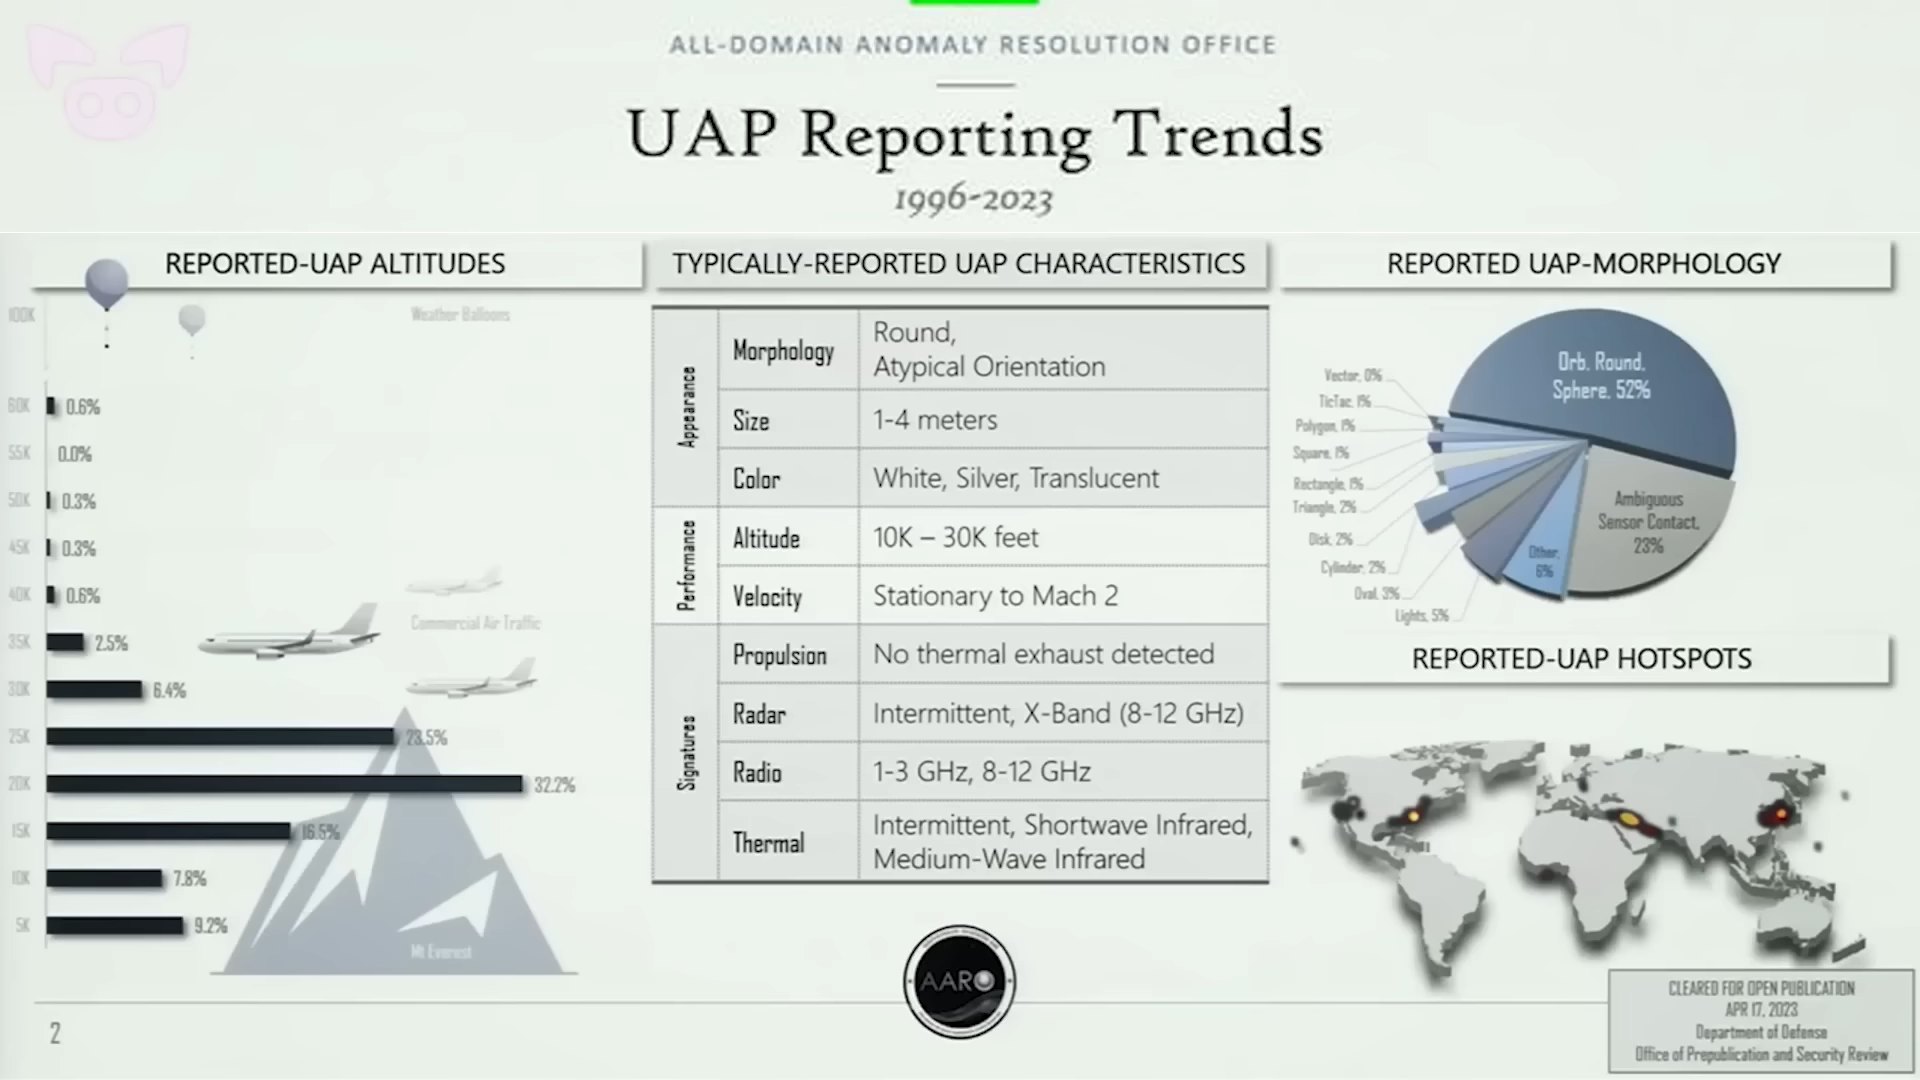 ALL-DOMAIN ANOMALY RESOLUTION OFFICE
UAP Reporting Trends
1996-2023
REPORTED-UAP ALTITUDES
100K
Weather Balloons
60K 0.6%
55K 0.0%
50K 0.3%
45K 0.3%
40K 0.6%
Commercial Air Traffic
35K 2.5%
30K 6.4%
25K 23.5%
20K 32.2%
15K 16.5%
10K 7.8%
5K 9.2%
Mt Everest
TYPICALLY-REPORTED UAP CHARACTERISTICS
Appearance
Morphology
Round,
Atypical Orientation
Size
1-4 meters
Color
White, Silver, Translucent
Performance
Altitude
10K – 30K feet
Velocity
Stationary to Mach 2
Signatures
Propulsion
No thermal exhaust detected
Radar
Intermittent, X-Band (8-12 GHz)
Radio
1-3 GHz, 8-12 GHz
Thermal
Intermittent, Shortwave Infrared,
Medium-Wave Infrared
REPORTED UAP-MORPHOLOGY
Orb, Round,
Sphere, 52%
Ambiguous
Sensor Contact,
23%
Other,
6%
Vector, 0%
TicTac, 1%
Polygon, 1%
Square, 1%
Rectangle, 1%
Triangle, 2%
Disk, 2%
Cylinder, 2%
Oval, 3%
Lights, 5%
REPORTED-UAP HOTSPOTS
AARO
2
CLEARED FOR OPEN PUBLICATION
APR 17, 2023
Department of Defense
Office of Prepublication and Security Review